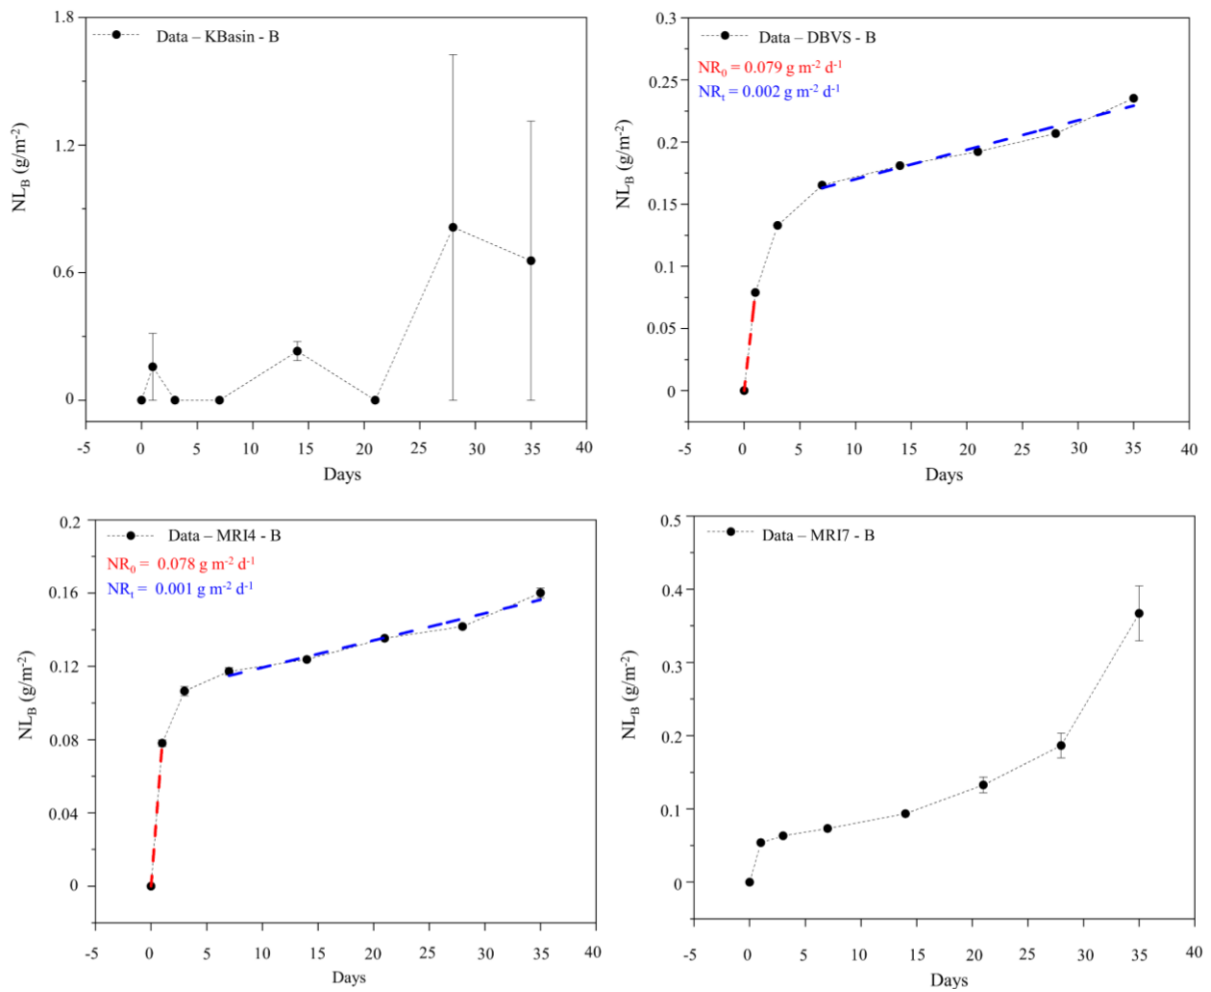 Data – KBasin - B
1.8
1.2
0.6
0
NL_B (g/m⁻²)
-5 0 5 10 15 20 25 30 35 40
Days
Data – DBVS - B
NR₀ = 0.079 g m⁻² d⁻¹
NRₜ = 0.002 g m⁻² d⁻¹
0.3
0.25
0.2
0.15
0.1
0.05
0
NL_B (g/m⁻²)
-5 0 5 10 15 20 25 30 35 40
Days
Data – MRI4 - B
NR₀ = 0.078 g m⁻² d⁻¹
NRₜ = 0.001 g m⁻² d⁻¹
0.2
0.16
0.12
0.08
0.04
0
NL_B (g/m⁻²)
-5 0 5 10 15 20 25 30 35 40
Days
Data – MRI7 - B
0.5
0.4
0.3
0.2
0.1
0
NL_B (g/m⁻²)
-5 0 5 10 15 20 25 30 35 40
Days